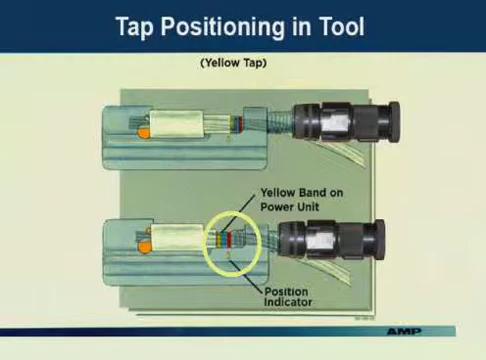 Tap Positioning in Tool
(Yellow Tap)
Yellow Band on
Power Unit
Position
Indicator
AMP